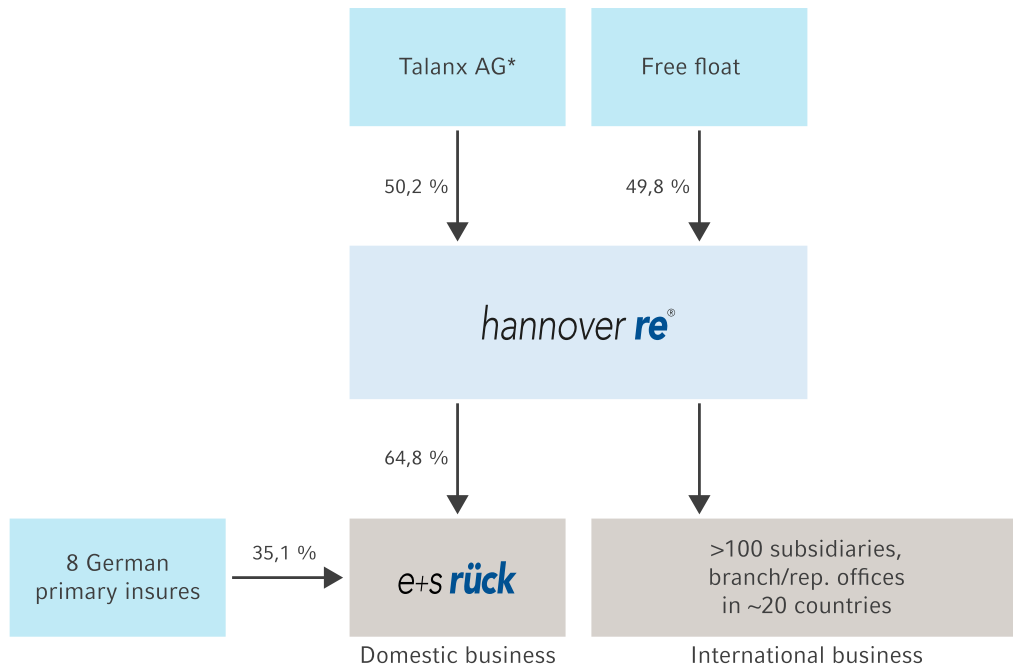 Talanx AG*
Free float
50,2 %
49,8 %
hannover re®
64,8 %
8 German
primary insures
35,1 %
e+s rück
>100 subsidiaries,
branch/rep. offices
in ~20 countries
Domestic business
International business